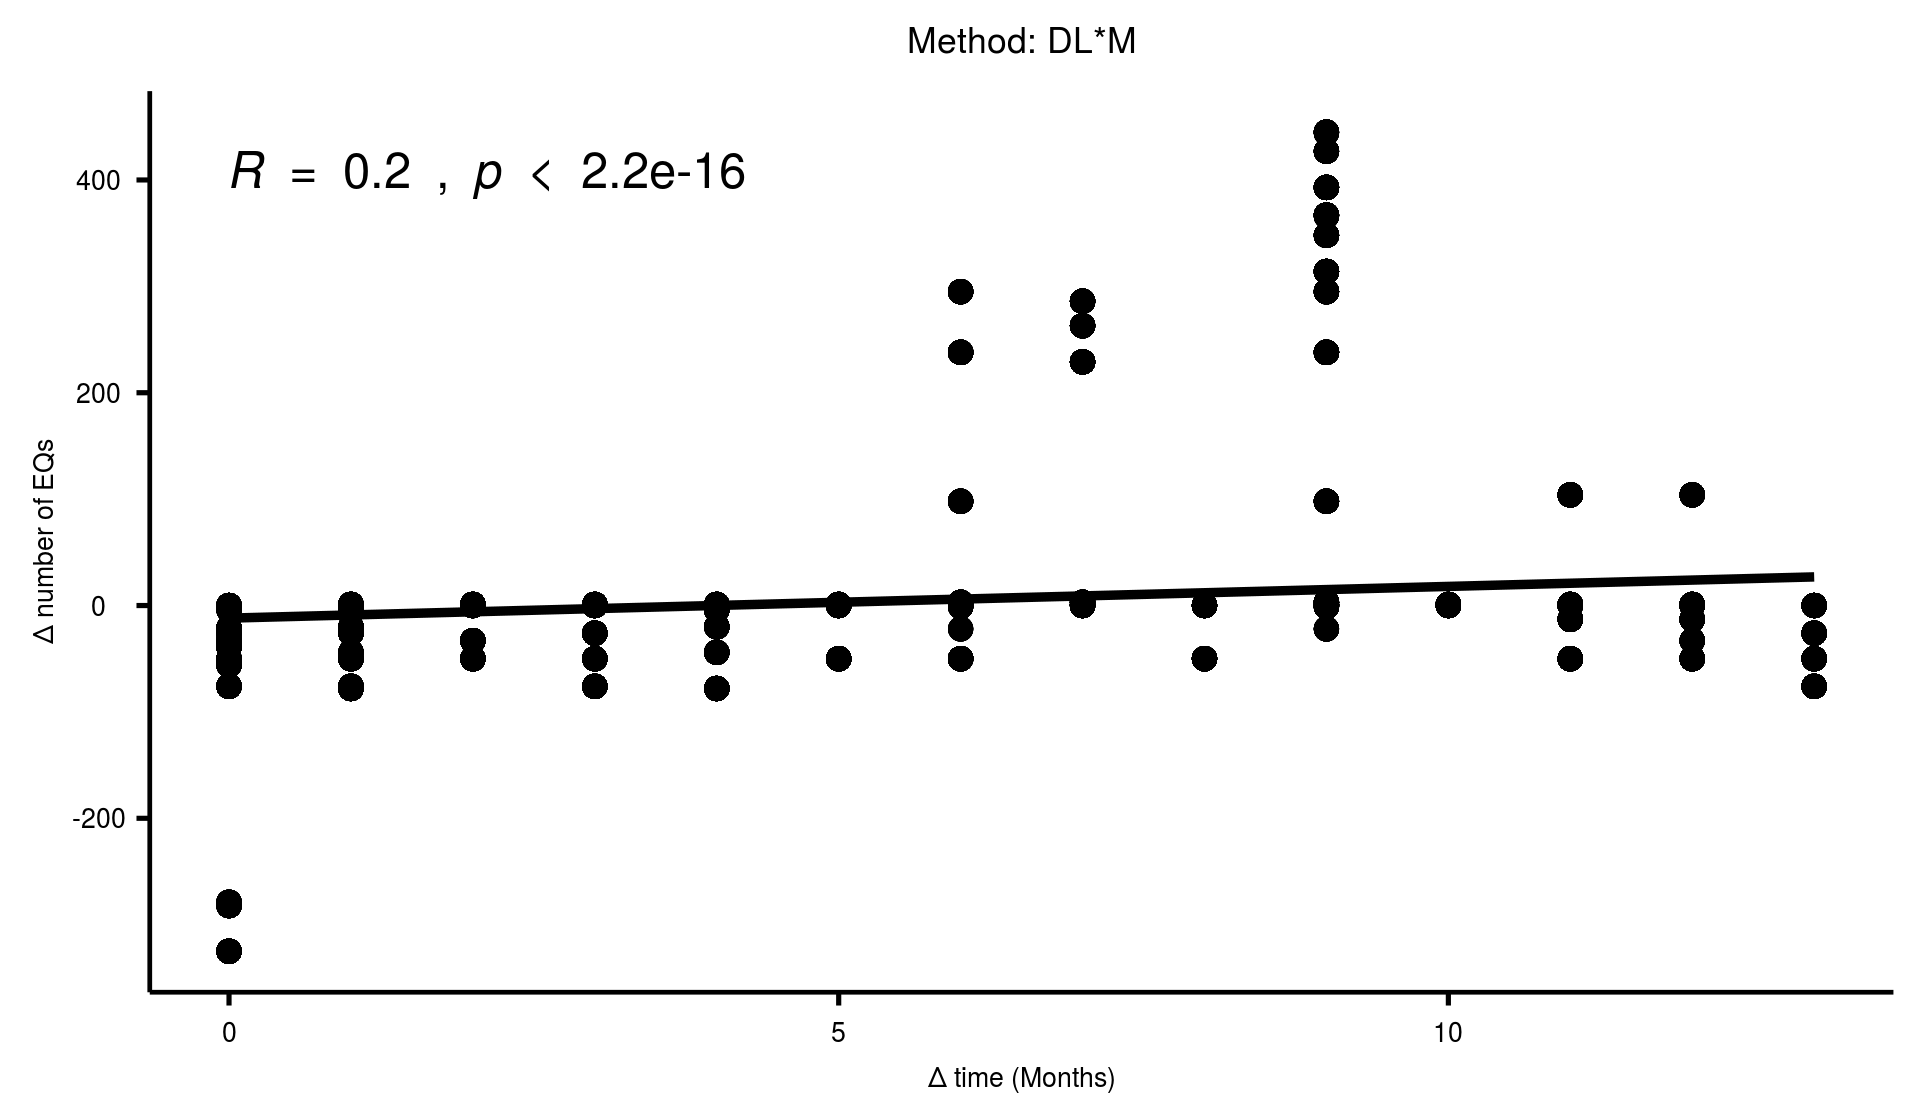 Method: DL*M
R = 0.2 , p < 2.2e-16
400
200
0
-200
Δ number of EQs
0 5 10
Δ time (Months)